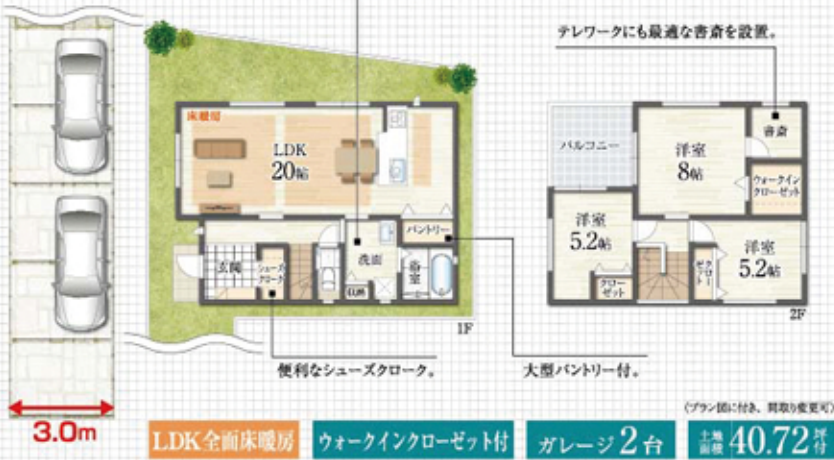 テレワークにも最適な書斎を設置。
床暖房
LDK
20帖
パントリー
玄関
シューズ
クローク
洗面
収納
浴室
1F
バルコニー
洋室
8帖
書斎
ウォークイン
クローゼット
洋室
5.2帖
クロー
ゼット
クロー
ゼット
洋室
5.2帖
2F
便利なシューズクローク。
大型パントリー付。
(プラン図に付き、間取り変更可)
3.0m
LDK全面床暖房
ウォークインクローゼット付
ガレージ2台
土地面積40.72坪付